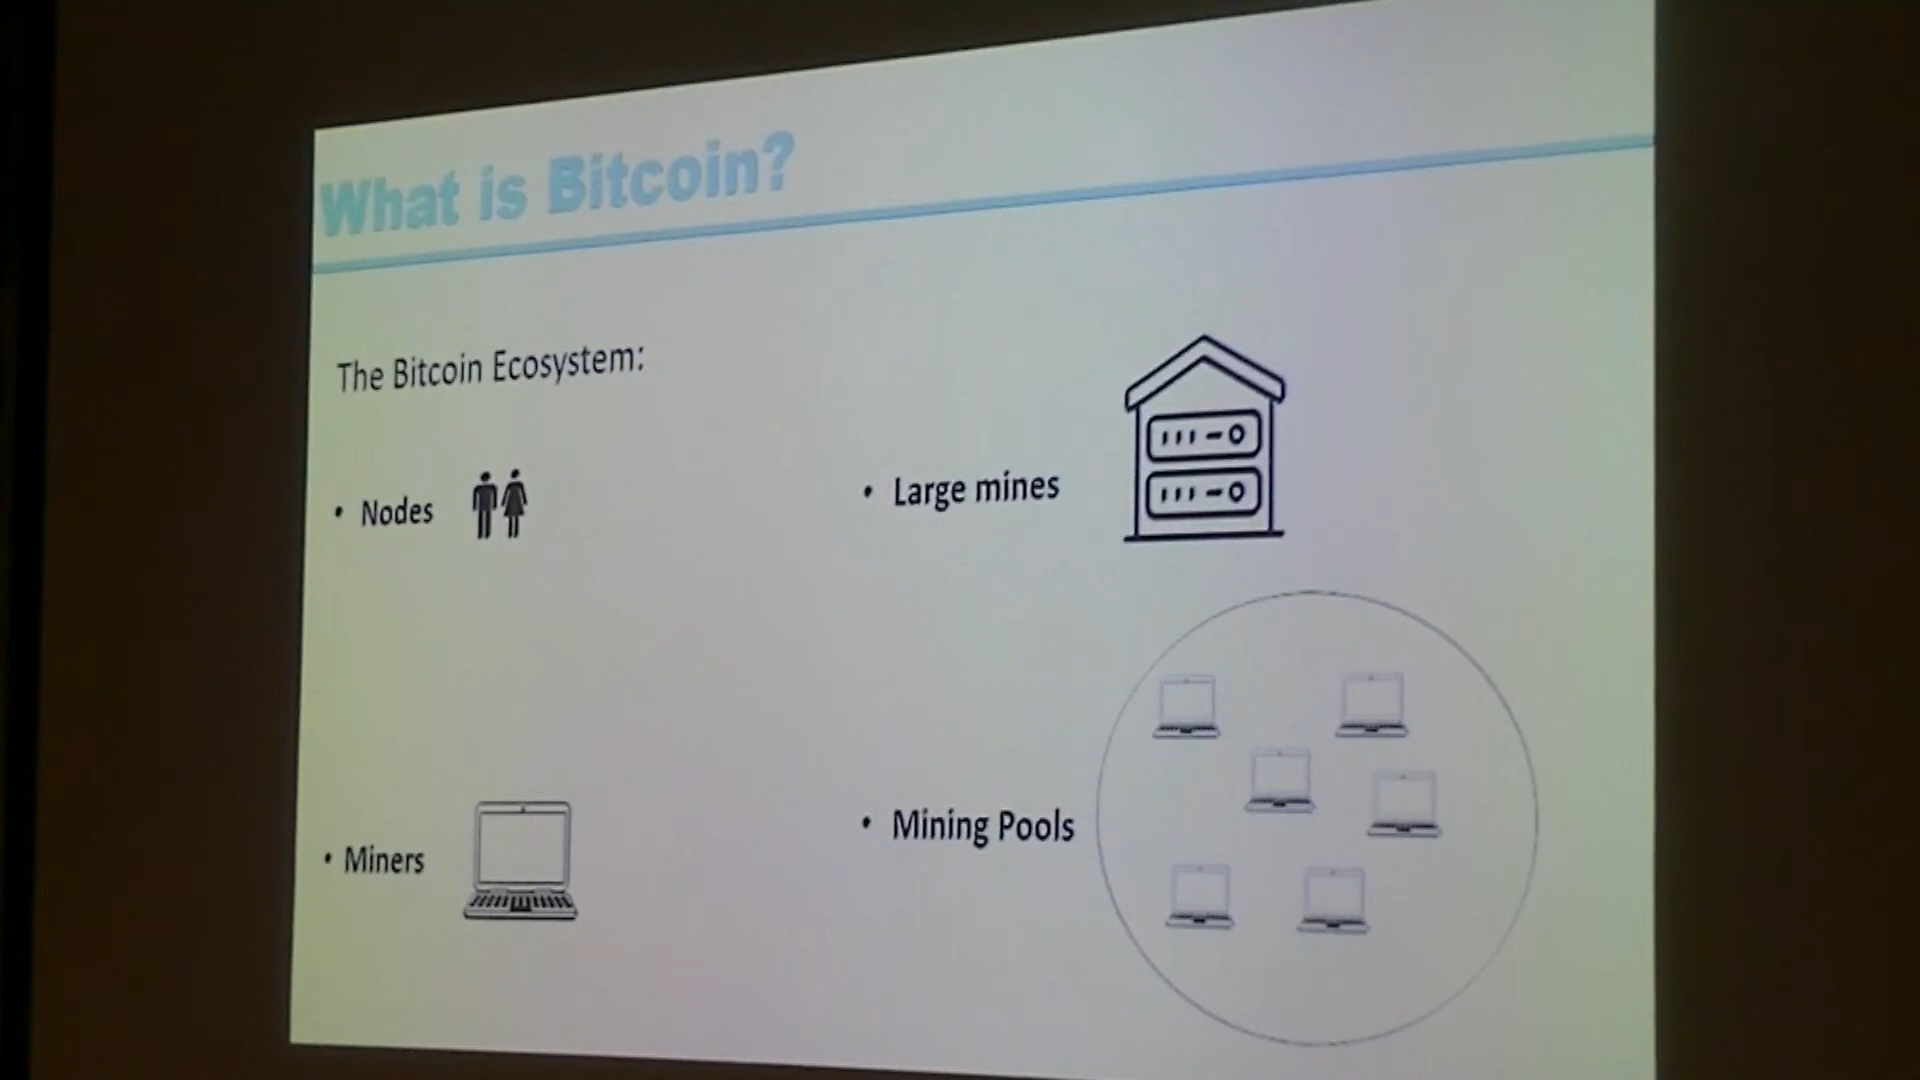 What is Bitcoin?
The Bitcoin Ecosystem:
• Nodes
• Large mines
• Miners
• Mining Pools